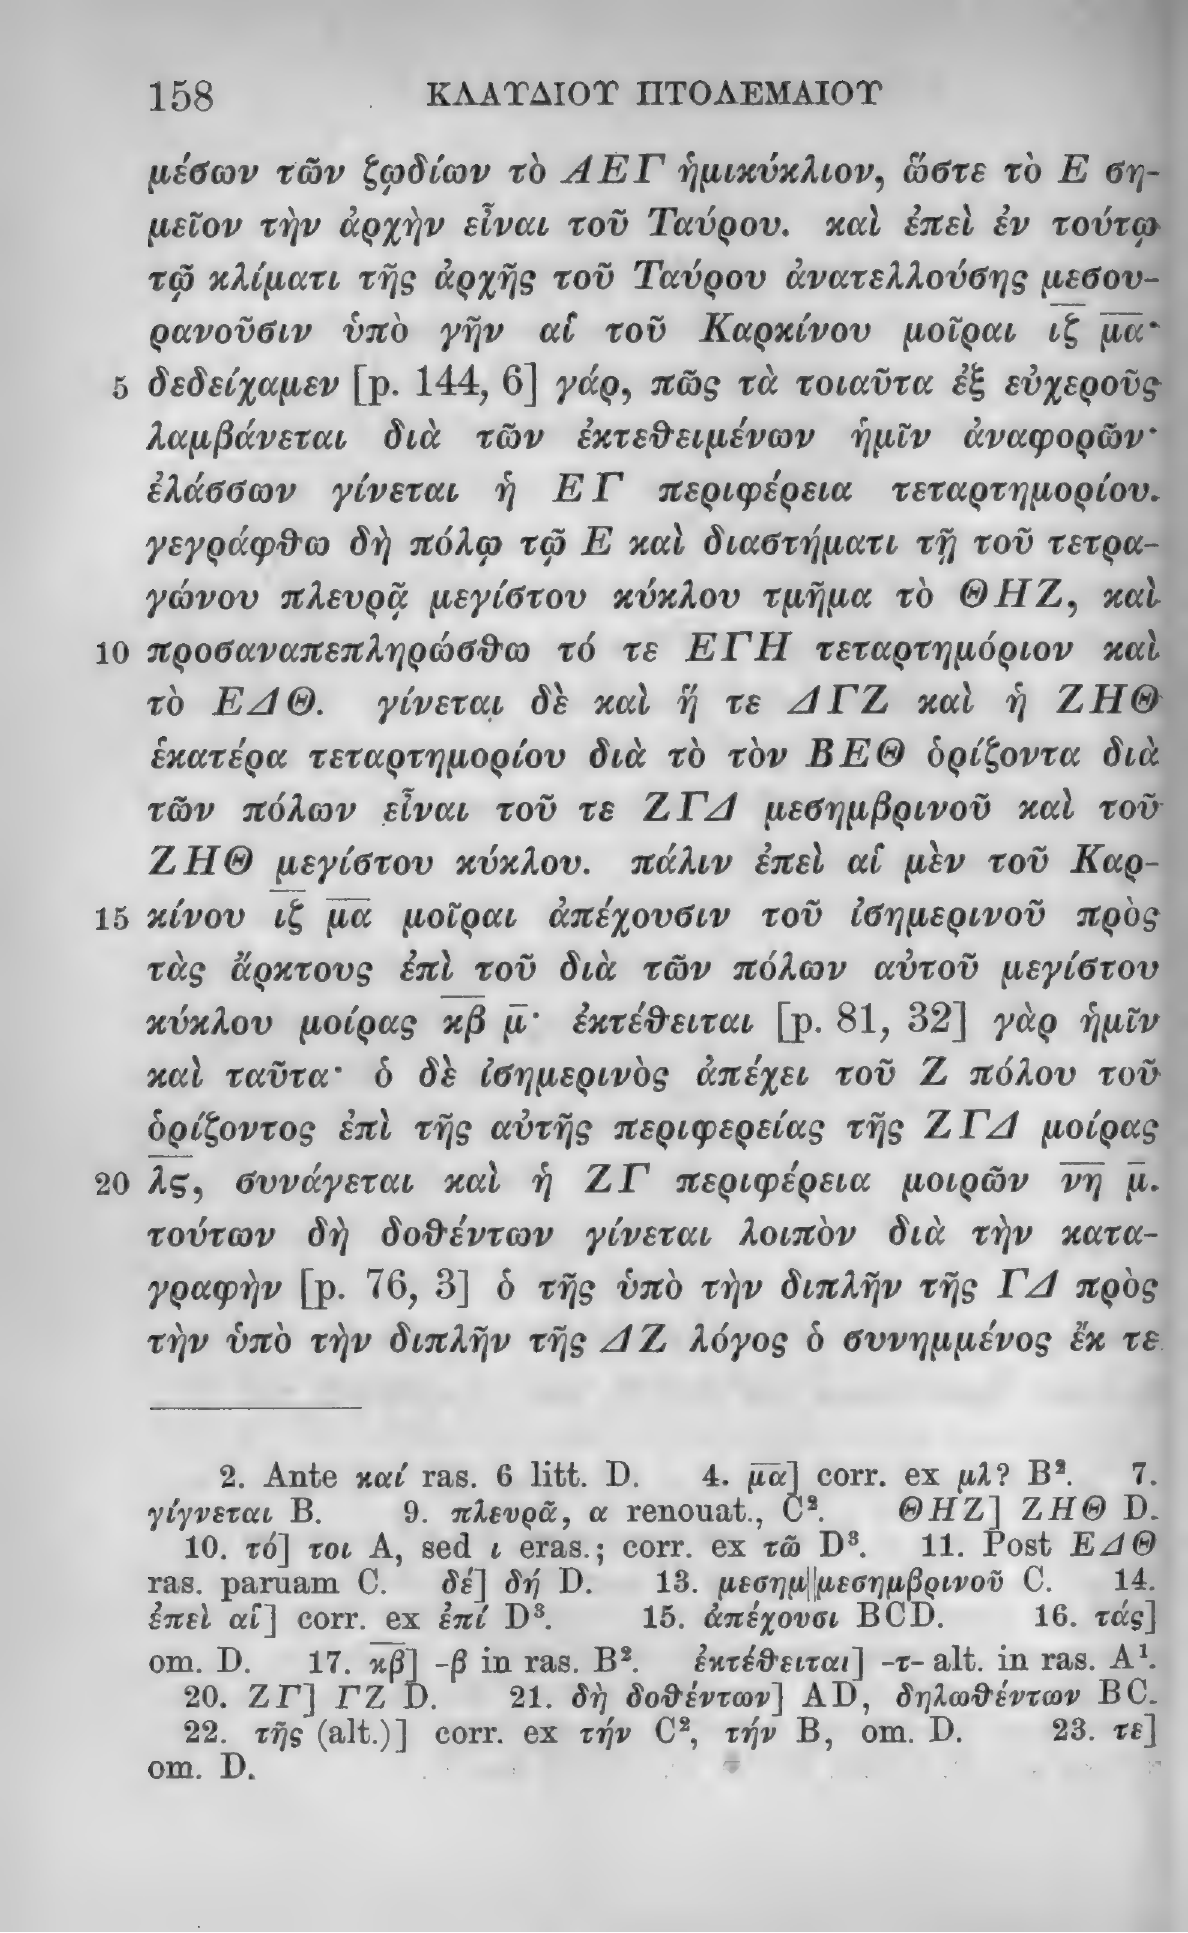 158 ΚΛΑΥΔΙΟΥ ΠΤΟΛΕΜΑΙΟΥ
μέσων τῶν ζῳδίων τὸ ΑΕΓ ἡμικύκλιον, ὥστε τὸ Ε ση-
μεῖον τὴν ἀρχὴν εἶναι τοῦ Ταύρου. καὶ ἐπεὶ ἐν τούτῳ
τῷ κλίματι τῆς ἀρχῆς τοῦ Ταύρου ἀνατελλούσης μεσου-
ρανοῦσιν ὑπὸ γῆν αἱ τοῦ Καρκίνου μοῖραι ι̅ζ̅ μ̅α̅·
5 δεδείχαμεν [p. 144, 6] γάρ, πῶς τὰ τοιαῦτα ἐξ εὐχεροῦς
λαμβάνεται διὰ τῶν ἐκτεθειμένων ἡμῖν ἀναφορῶν·
ἐλάσσων γίνεται ἡ ΕΓ περιφέρεια τεταρτημορίου.
γεγράφθω δὴ πόλῳ τῷ Ε καὶ διαστήματι τῇ τοῦ τετρα-
γώνου πλευρᾷ μεγίστου κύκλου τμῆμα τὸ ΘΗΖ, καὶ
10 προσαναπεπληρώσθω τό τε ΕΓΗ τεταρτημόριον καὶ
τὸ ΕΔΘ. γίνεται δὲ καὶ ἥ τε ΔΓΖ καὶ ἡ ΖΗΘ
ἑκατέρα τεταρτημορίου διὰ τὸ τὸν ΒΕΘ ὁρίζοντα διὰ
τῶν πόλων εἶναι τοῦ τε ΖΓΔ μεσημβρινοῦ καὶ τοῦ
ΖΗΘ μεγίστου κύκλου. πάλιν ἐπεὶ αἱ μὲν τοῦ Καρ-
15 κίνου ι̅ζ̅ μ̅α̅ μοῖραι ἀπέχουσιν τοῦ ἰσημερινοῦ πρὸς
τὰς ἄρκτους ἐπὶ τοῦ διὰ τῶν πόλων αὐτοῦ μεγίστου
κύκλου μοίρας κ̅β̅ μ̅· ἐκτέθειται [p. 81, 32] γὰρ ἡμῖν
καὶ ταῦτα· ὁ δὲ ἰσημερινὸς ἀπέχει τοῦ Ζ πόλου τοῦ
ὁρίζοντος ἐπὶ τῆς αὐτῆς περιφερείας τῆς ΖΓΔ μοίρας
20 λ̅ς̅, συνάγεται καὶ ἡ ΖΓ περιφέρεια μοιρῶν ν̅η̅ μ̅.
τούτων δὴ δοθέντων γίνεται λοιπὸν διὰ τὴν κατα-
γραφὴν [p. 76, 3] ὁ τῆς ὑπὸ τὴν διπλῆν τῆς ΓΔ πρὸς
τὴν ὑπὸ τὴν διπλῆν τῆς ΔΖ λόγος ὁ συνημμένος ἔκ τε
2. Ante καί ras. 6 litt. D. 4. μ̅α̅] corr. ex μλ? B². 7.
γίγνεται B. 9. πλευρᾷ, α renouat., C². ΘΗΖ] ΖΗΘ D.
10. τό] τοι A, sed ι eras.; corr. ex τῶ D³. 11. Post ΕΔΘ
ras. paruam C. δέ] δή D. 13. μεσημ||μεσημβρινοῦ C. 14.
ἐπεὶ αἱ] corr. ex ἐπί D³. 15. ἀπέχουσι BCD. 16. τάς]
om. D. 17. κ̅β̅] -β in ras. B². ἐκτέθειται] -τ- alt. in ras. A¹.
20. ΖΓ] ΓΖ D. 21. δὴ δοθέντων] AD, δηλωθέντων BC.
22. τῆς (alt.)] corr. ex τήν C², τήν B, om. D. 23. τε]
om. D.